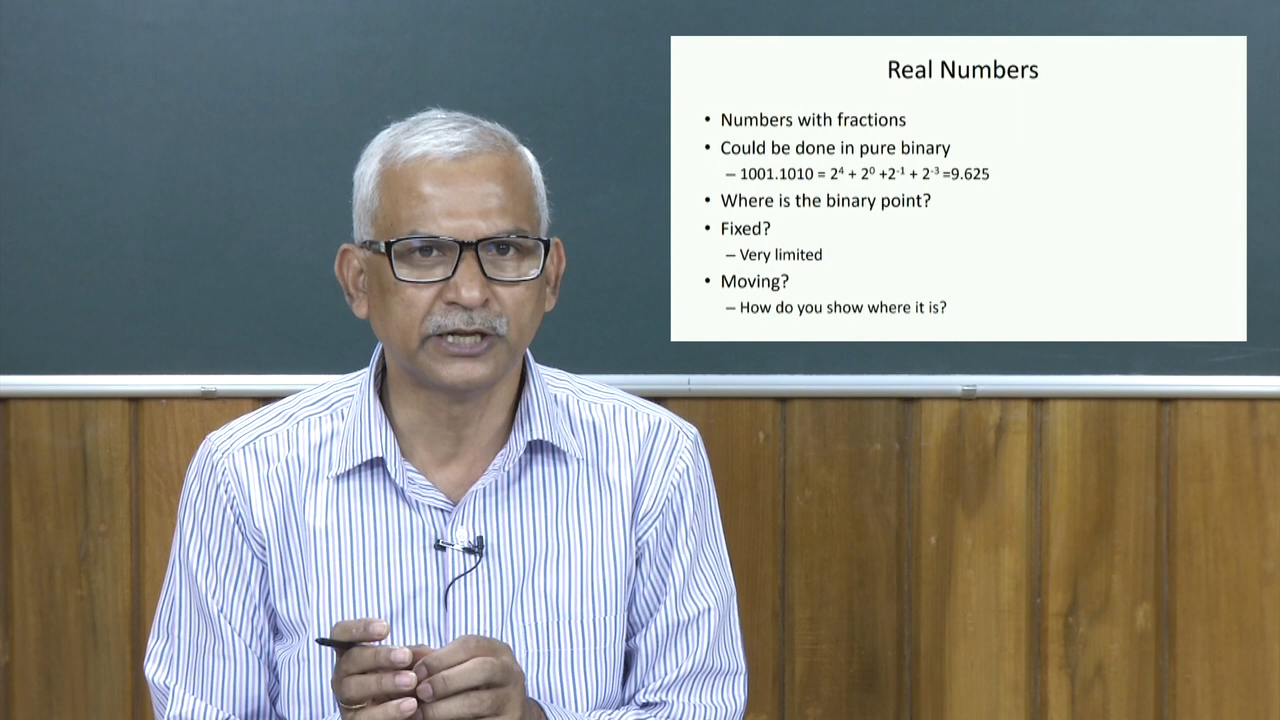 Real Numbers
• Numbers with fractions
• Could be done in pure binary
– 1001.1010 = 2⁴ + 2⁰ +2⁻¹ + 2⁻³ =9.625
• Where is the binary point?
• Fixed?
– Very limited
• Moving?
– How do you show where it is?